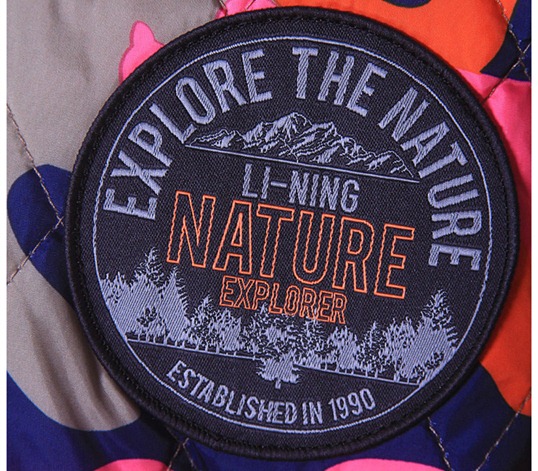 EXPLORE THE NATURE
LI-NING
NATURE
EXPLORER
ESTABLISHED IN 1990